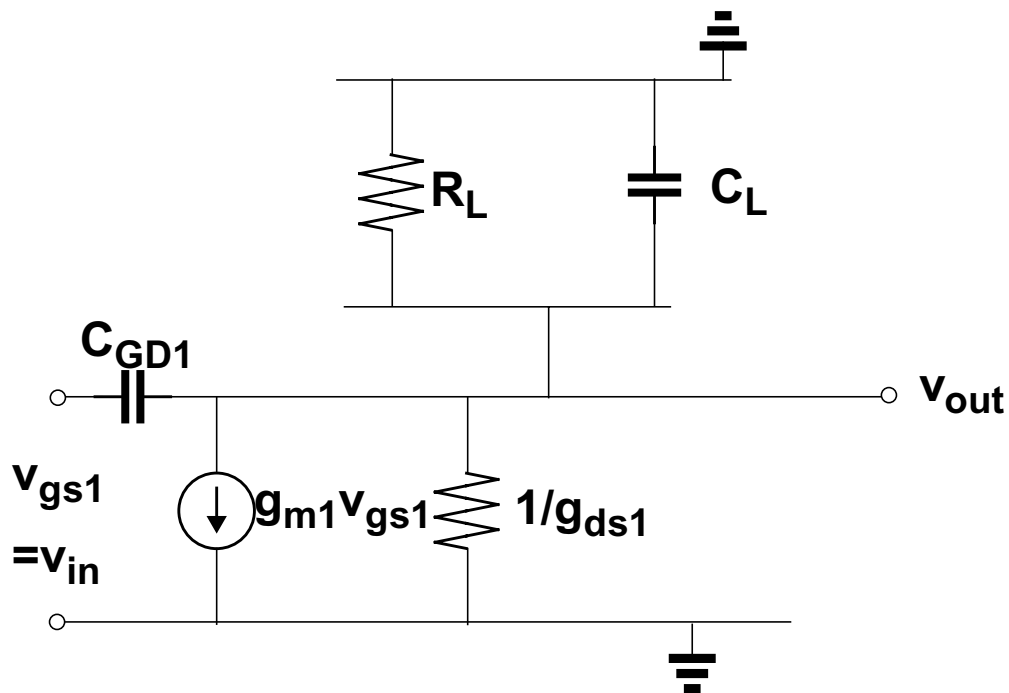 R_L
C_L
C_GD1
v_out
v_gs1
g_m1v_gs1
1/g_ds1
=v_in